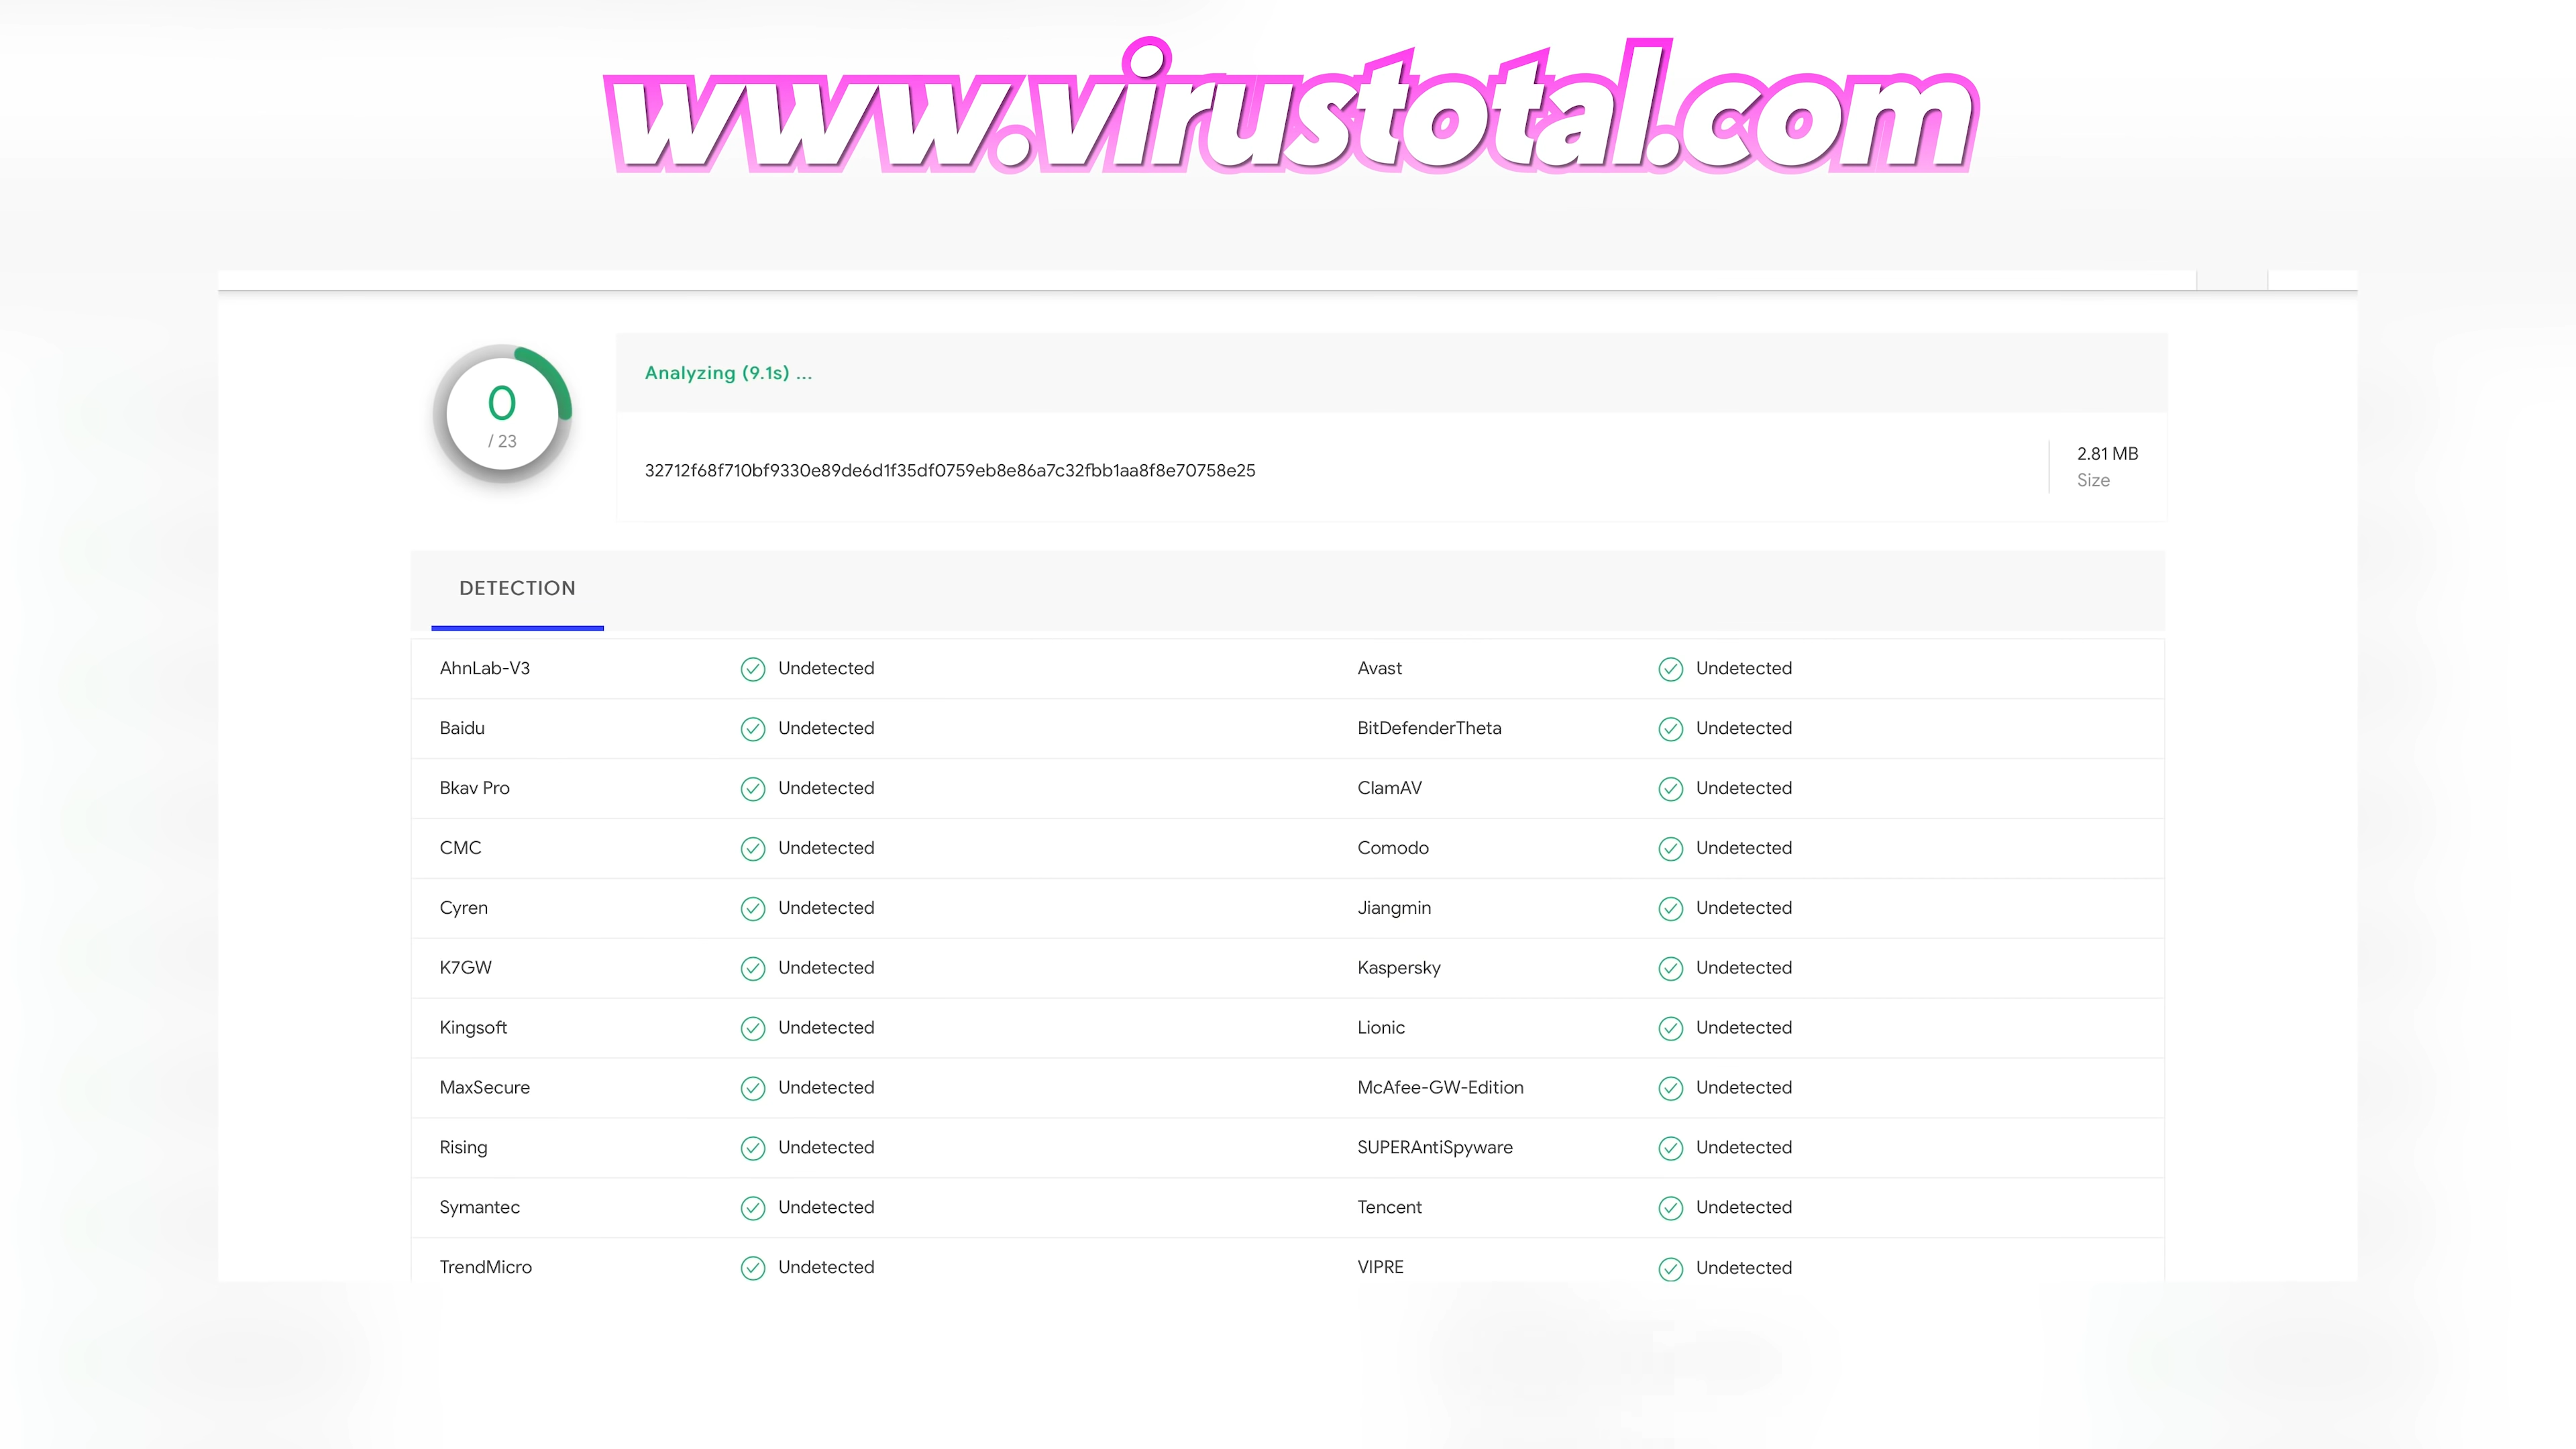 www.virustotal.com
Analyzing (9.1s) ...
0
/ 23
32712f68f710bf9330e89de6d1f35df0759eb8e86a7c32fbb1aa8f8e70758e25
2.81 MB
Size
DETECTION
AhnLab-V3 Undetected Avast Undetected
Baidu Undetected BitDefenderTheta Undetected
Bkav Pro Undetected ClamAV Undetected
CMC Undetected Comodo Undetected
Cyren Undetected Jiangmin Undetected
K7GW Undetected Kaspersky Undetected
Kingsoft Undetected Lionic Undetected
MaxSecure Undetected McAfee-GW-Edition Undetected
Rising Undetected SUPERAntiSpyware Undetected
Symantec Undetected Tencent Undetected
TrendMicro Undetected VIPRE Undetected